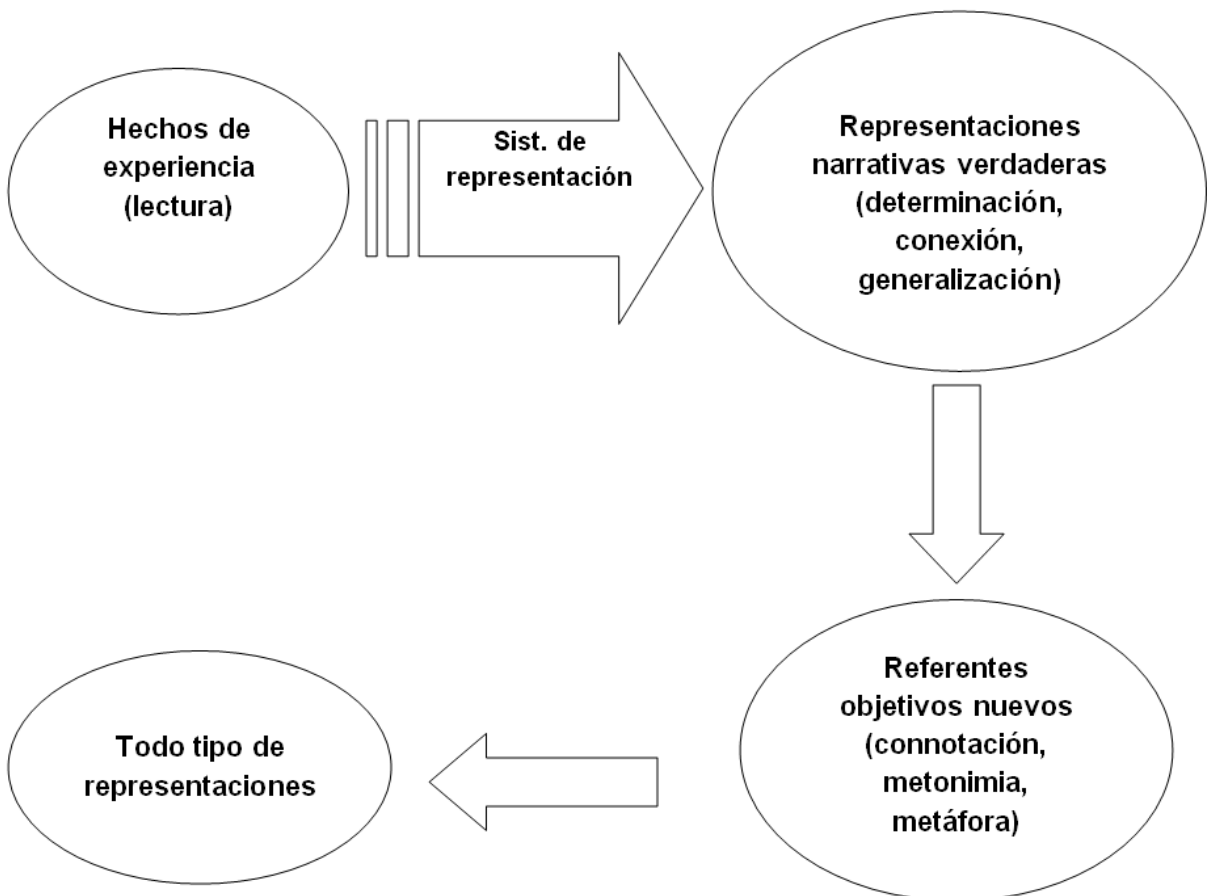 Hechos de
experiencia
(lectura)
Sist. de
representación
Representaciones
narrativas verdaderas
(determinación,
conexión,
generalización)
Referentes
objetivos nuevos
(connotación,
metonimia,
metáfora)
Todo tipo de
representaciones